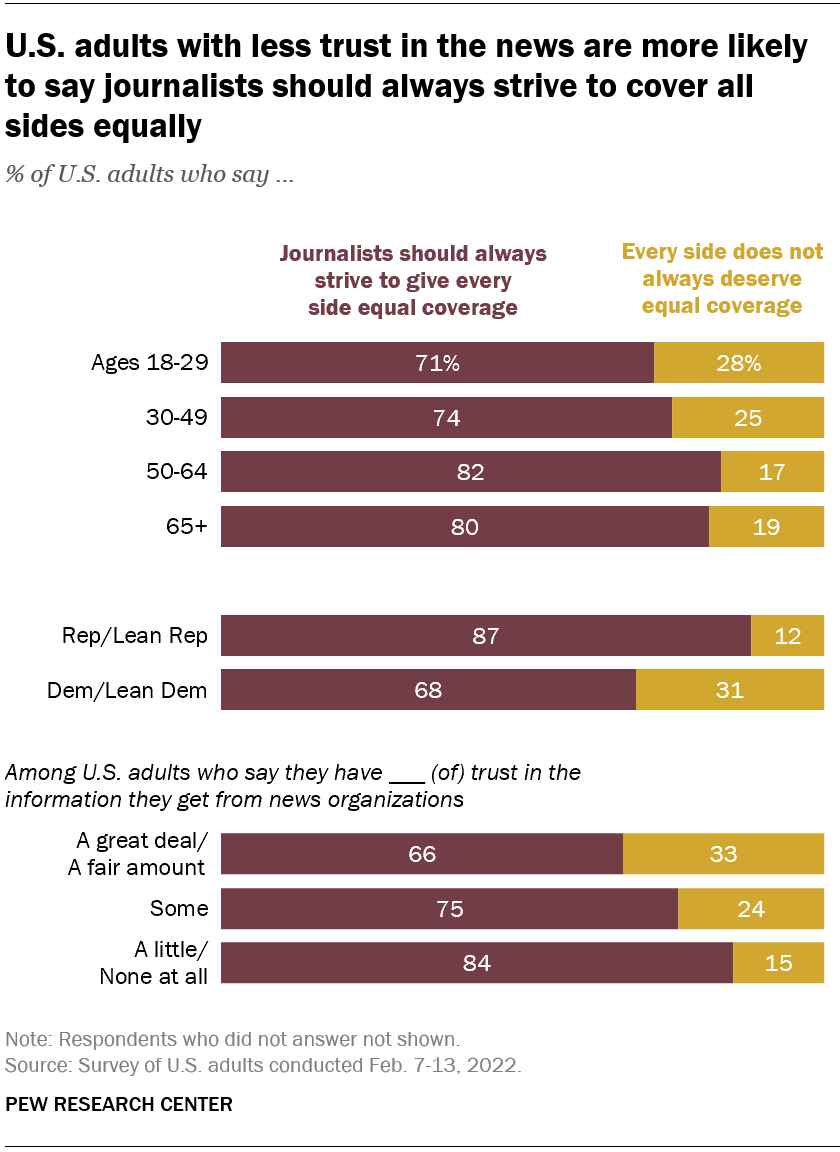 U.S. adults with less trust in the news are more likely
to say journalists should always strive to cover all
sides equally
% of U.S. adults who say ...
Journalists should always
strive to give every
side equal coverage
Every side does not
always deserve
equal coverage
Ages 18-29 71% 28%
30-49 74 25
50-64 82 17
65+ 80 19
Rep/Lean Rep 87 12
Dem/Lean Dem 68 31
Among U.S. adults who say they have ___ (of) trust in the
information they get from news organizations
A great deal/
A fair amount 66 33
Some 75 24
A little/
None at all 84 15
Note: Respondents who did not answer not shown.
Source: Survey of U.S. adults conducted Feb. 7-13, 2022.
PEW RESEARCH CENTER